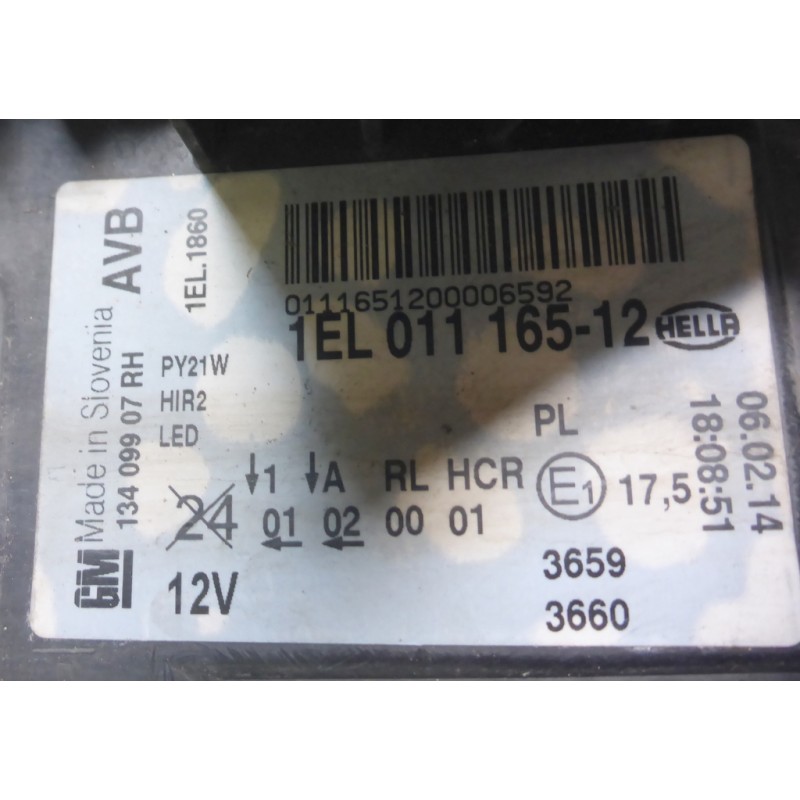 0111651200006592
1EL 011 165-12 HELLA
AVB
1EL.1860
Made in Slovenia
134 099 07 RH
GM
PY21W
HIR2
LED
PL
06.02.14
18:08:51
↓1 ↓A RL HCR E1 17,5
24 01 02 00 01
12V
3659
3660